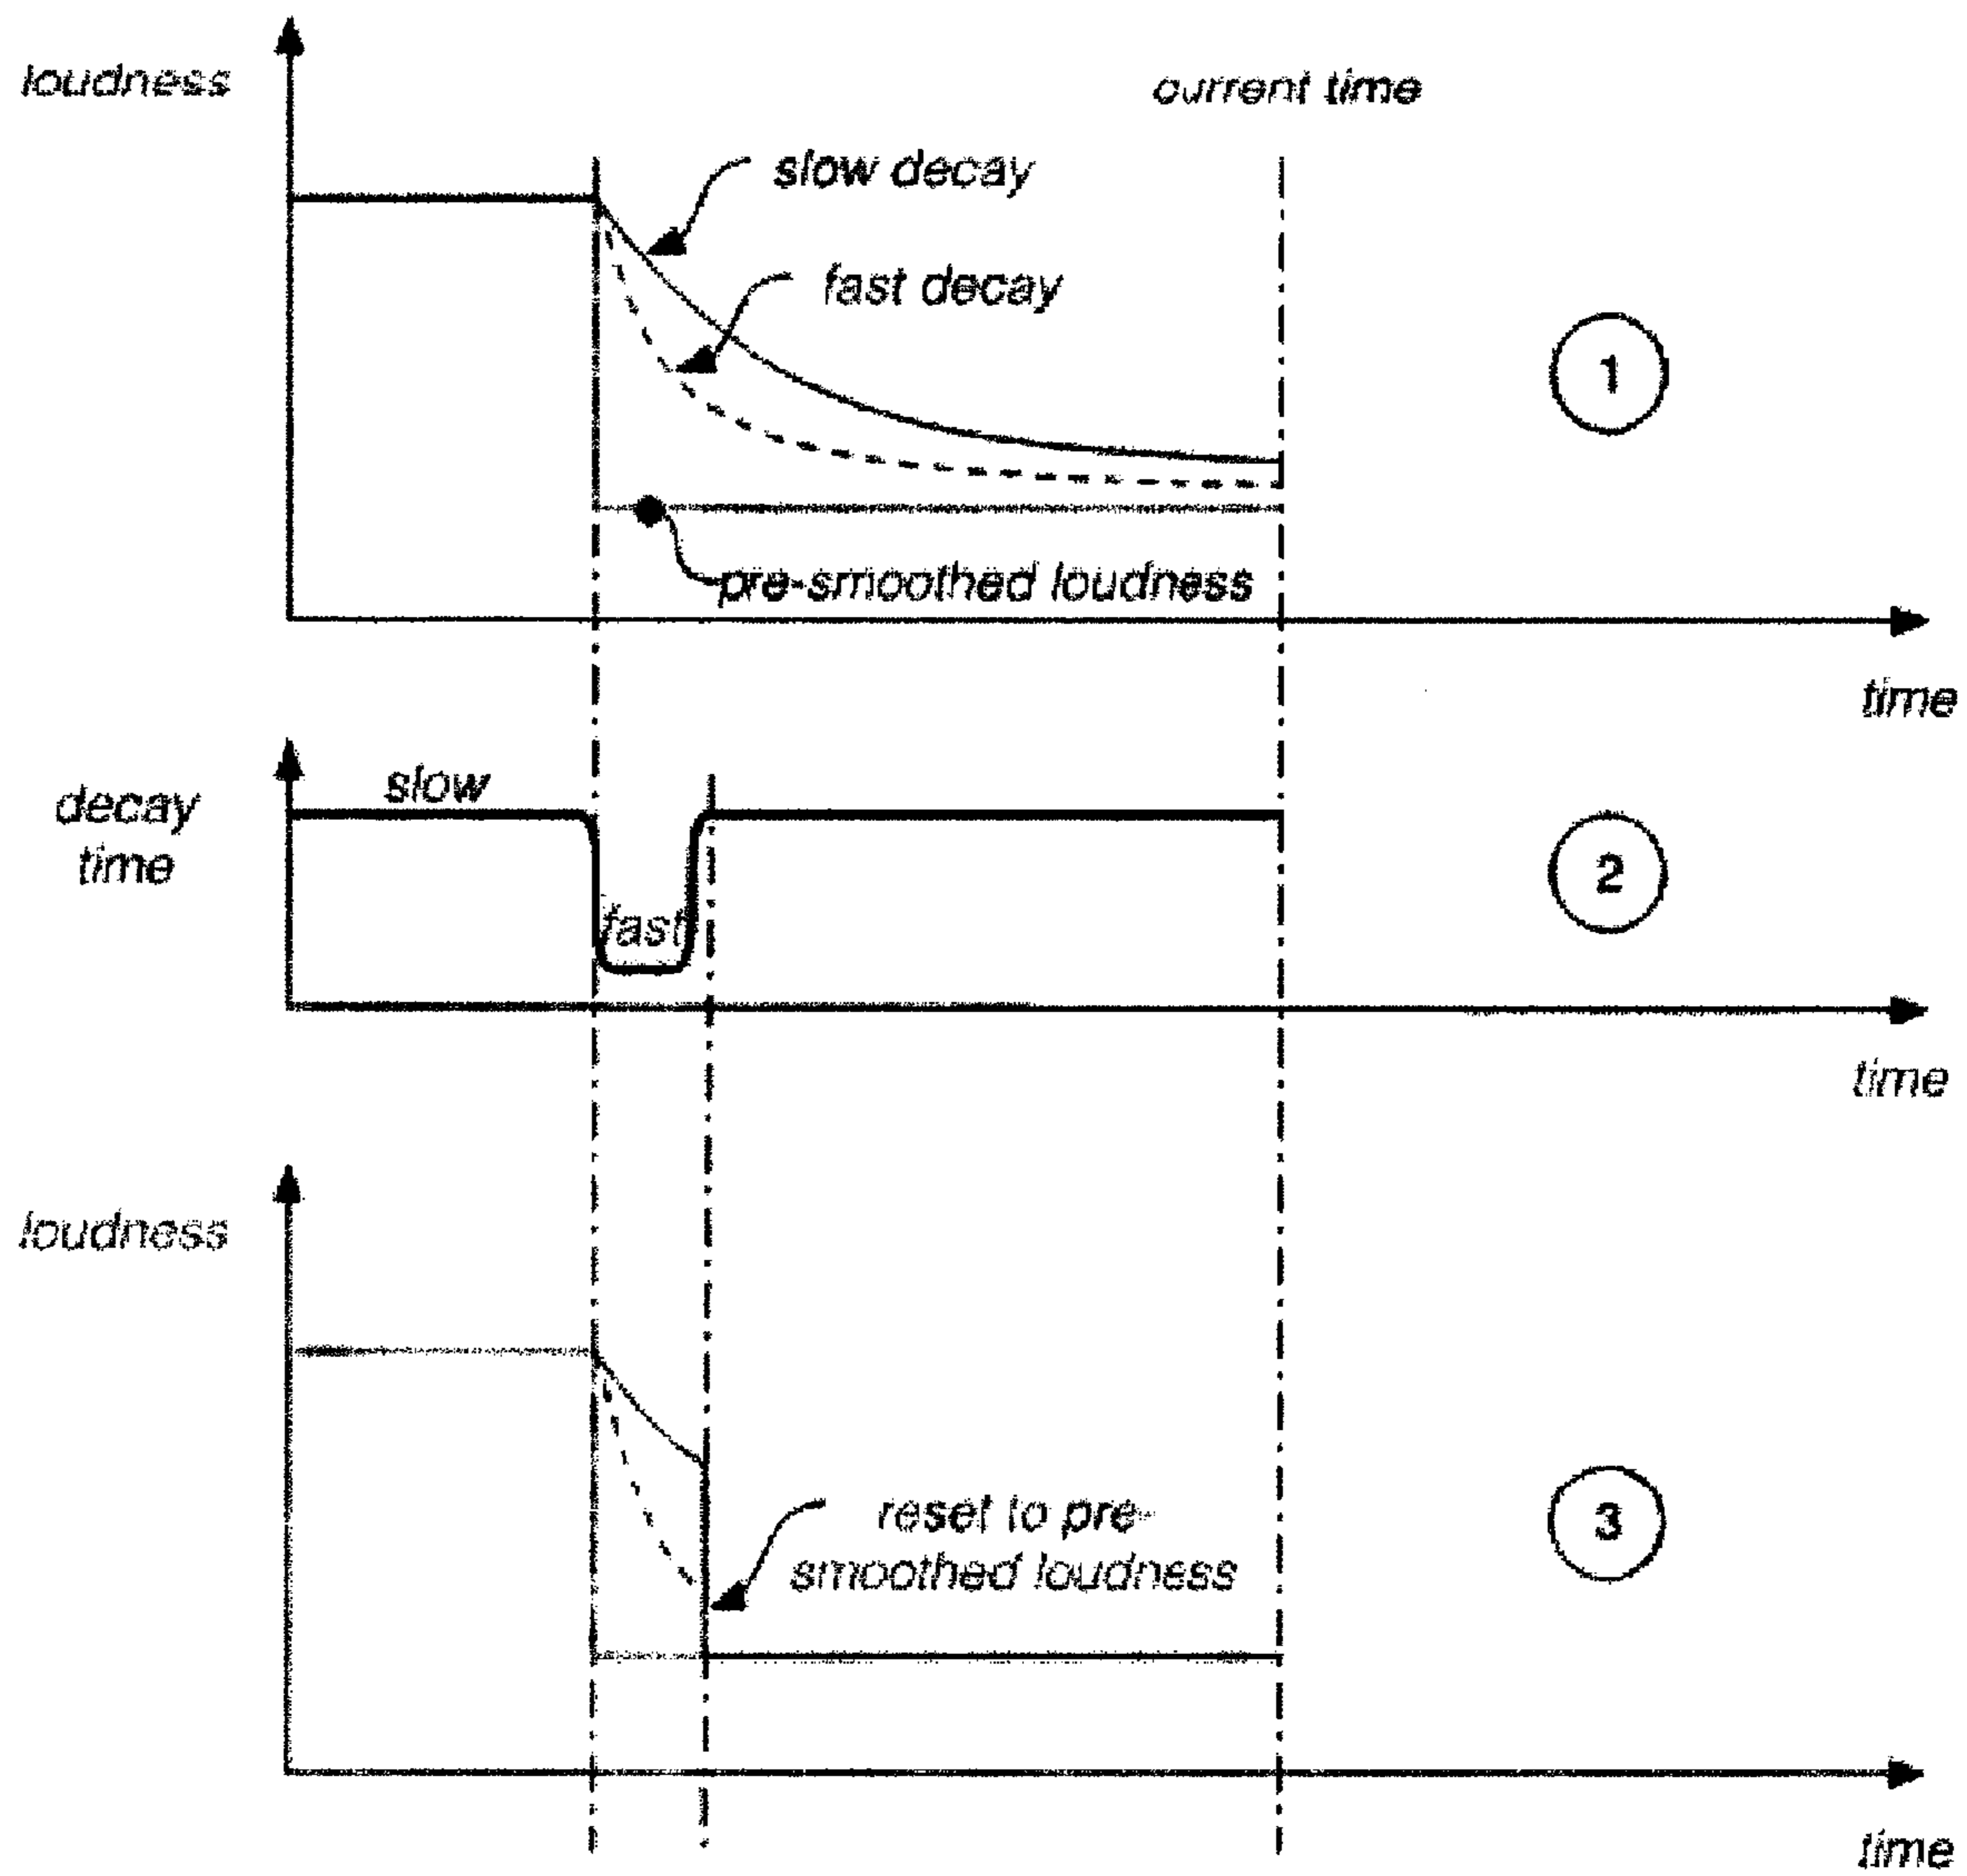 loudness
current time
slow decay
fast decay
1
pre-smoothed loudness
time
slow
decay
time
fast
2
time
loudness
reset to pre-
smoothed loudness
3
time